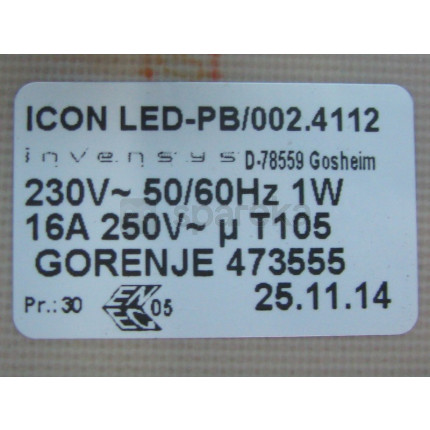 ICON LED-PB/002.4112
invensys D-78559 Gosheim
230V~ 50/60Hz 1W
16A 250V~ µ T105
GORENJE 473555
Pr.: 30 ENEC 05 25.11.14